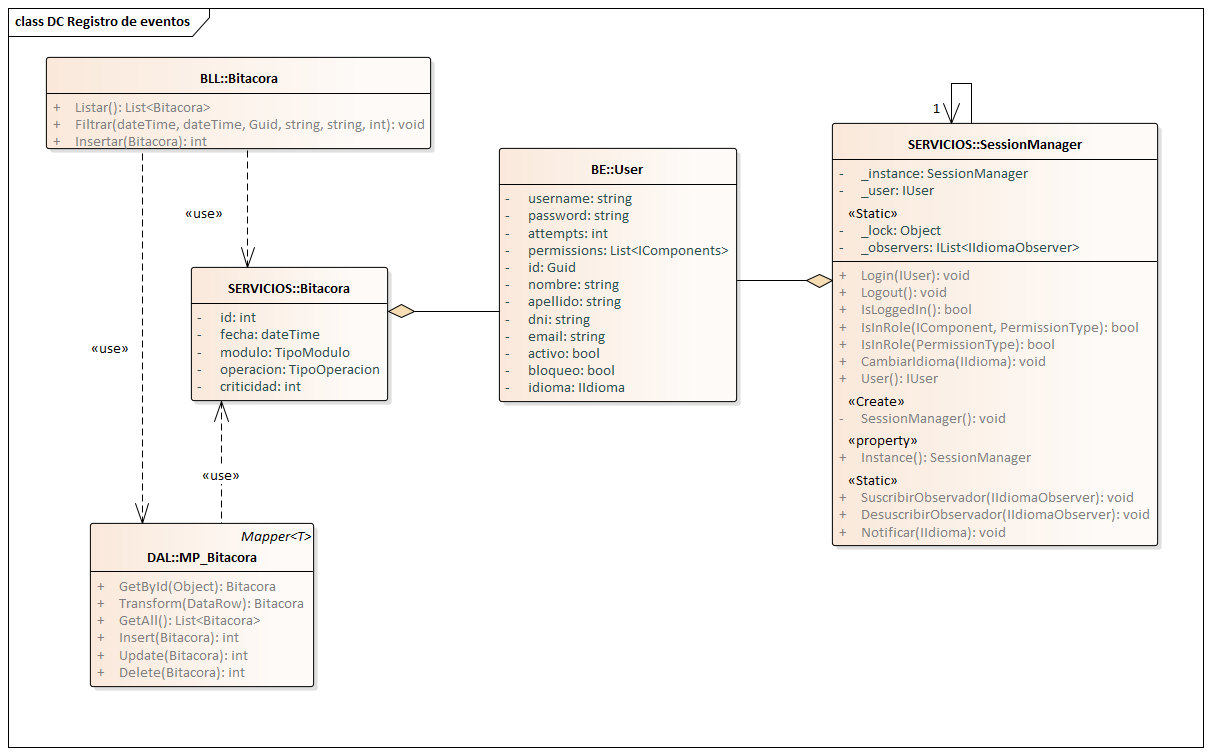 class DC Registro de eventos
BLL::Bitacora
+ Listar(): List<Bitacora>
+ Filtrar(dateTime, dateTime, Guid, string, string, int): void
+ Insertar(Bitacora): int
«use»
«use»
SERVICIOS::Bitacora
- id: int
- fecha: dateTime
- modulo: TipoModulo
- operacion: TipoOperacion
- criticidad: int
«use»
Mapper<T>
DAL::MP_Bitacora
+ GetById(Object): Bitacora
+ Transform(DataRow): Bitacora
+ GetAll(): List<Bitacora>
+ Insert(Bitacora): int
+ Update(Bitacora): int
+ Delete(Bitacora): int
BE::User
- username: string
- password: string
- attempts: int
- permissions: List<IComponents>
- id: Guid
- nombre: string
- apellido: string
- dni: string
- email: string
- activo: bool
- bloqueo: bool
- idioma: IIdioma
1
SERVICIOS::SessionManager
- _instance: SessionManager
- _user: IUser
«Static»
- _lock: Object
- _observers: IList<IIdiomaObserver>
+ Login(IUser): void
+ Logout(): void
+ IsLoggedIn(): bool
+ IsInRole(IComponent, PermissionType): bool
+ IsInRole(PermissionType): bool
+ CambiarIdioma(IIdioma): void
+ User(): IUser
«Create»
- SessionManager(): void
«property»
+ Instance(): SessionManager
«Static»
+ SuscribirObservador(IIdiomaObserver): void
+ DesuscribirObservador(IIdiomaObserver): void
+ Notificar(IIdioma): void